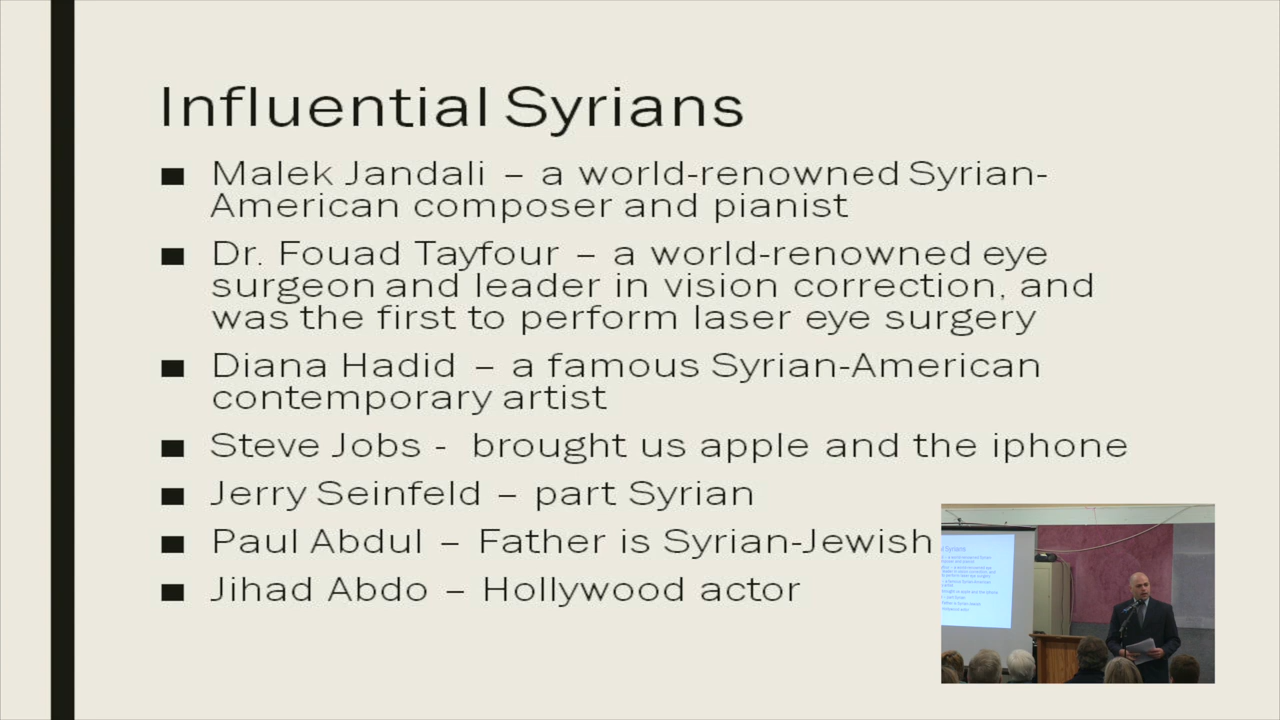 Influential Syrians
■ Malek Jandali – a world-renowned Syrian-
American composer and pianist
■ Dr. Fouad Tayfour – a world-renowned eye
surgeon and leader in vision correction, and
was the first to perform laser eye surgery
■ Diana Hadid – a famous Syrian-American
contemporary artist
■ Steve Jobs - brought us apple and the iphone
■ Jerry Seinfeld – part Syrian
■ Paul Abdul – Father is Syrian-Jewish
■ Jihad Abdo – Hollywood actor